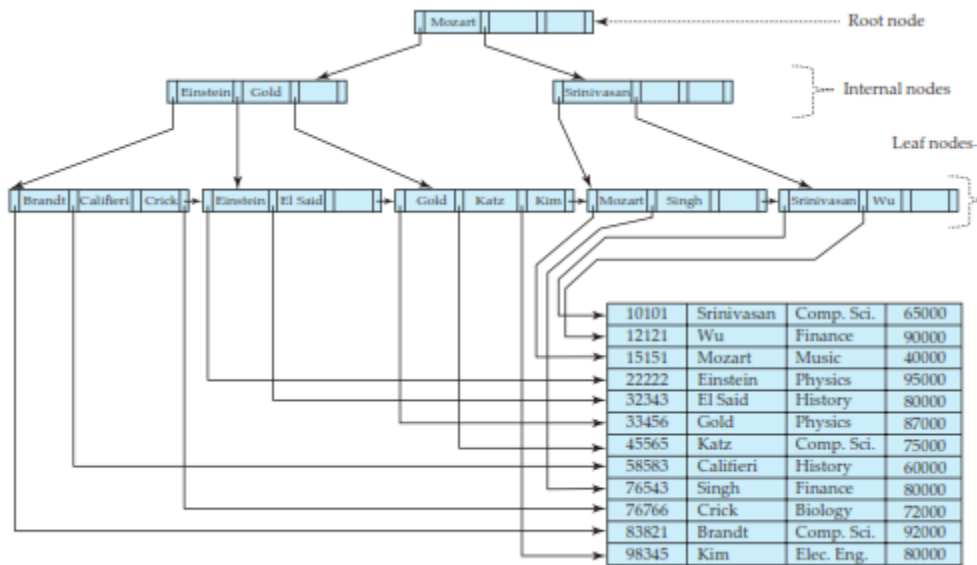 Mozart
Root node
Einstein Gold
Srinivasan
Internal nodes
Leaf nodes
Brandt Califieri Crick Einstein El Said Gold Katz Kim Mozart Singh Srinivasan Wu
10101 Srinivasan Comp. Sci. 65000
12121 Wu Finance 90000
15151 Mozart Music 40000
22222 Einstein Physics 95000
32343 El Said History 80000
33456 Gold Physics 87000
45565 Katz Comp. Sci. 75000
58583 Califieri History 60000
76543 Singh Finance 80000
76766 Crick Biology 72000
83821 Brandt Comp. Sci. 92000
98345 Kim Elec. Eng. 80000